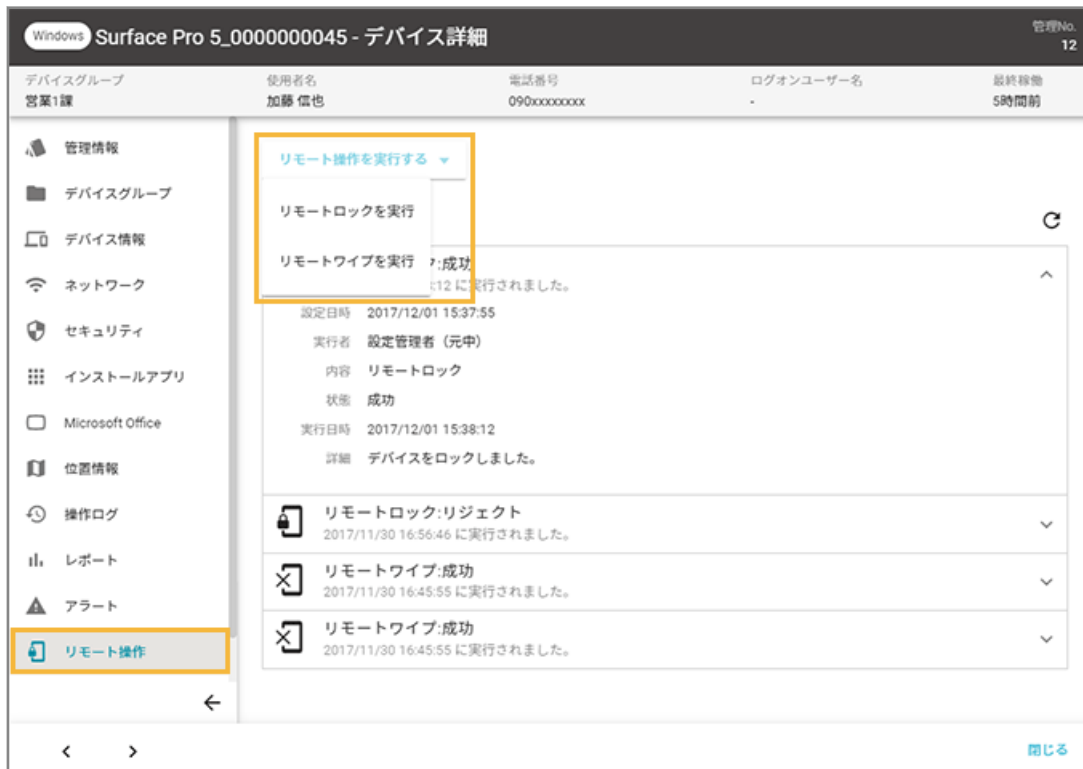 Windows Surface Pro 5_0000000045 - デバイス詳細
管理No.
12
デバイスグループ 使用者名 電話番号 ログオンユーザー名 最終稼働
営業1課 加藤 信也 090xxxxxxxx - 5時間前
管理情報
デバイスグループ
デバイス情報
ネットワーク
セキュリティ
インストールアプリ
Microsoft Office
位置情報
操作ログ
レポート
アラート
リモート操作
リモート操作を実行する
リモートロックを実行
リモートワイプを実行
ク:成功
:12 に実行されました。
設定日時 2017/12/01 15:37:55
実行者 設定管理者（元中）
内容 リモートロック
状態 成功
実行日時 2017/12/01 15:38:12
詳細 デバイスをロックしました。
リモートロック:リジェクト
2017/11/30 16:56:46 に実行されました。
リモートワイプ:成功
2017/11/30 16:45:55 に実行されました。
リモートワイプ:成功
2017/11/30 16:45:55 に実行されました。
閉じる